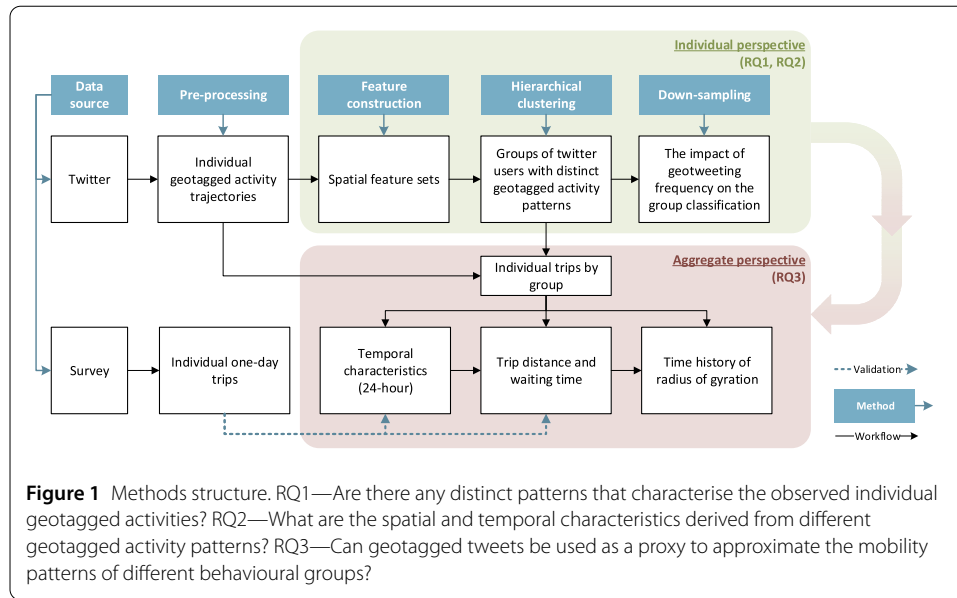 Individual perspective
(RQ1, RQ2)
Data
source
Pre-processing
Feature
construction
Hierarchical
clustering
Down-sampling
Twitter
Individual
geotagged activity
trajectories
Spatial feature sets
Groups of twitter
users with distinct
geotagged activity
patterns
The impact of
geotweeting
frequency on the
group classification
Aggregate perspective
(RQ3)
Individual trips by
group
Survey
Individual one-day
trips
Temporal
characteristics
(24-hour)
Trip distance and
waiting time
Time history of
radius of gyration
Validation
Method
Workflow
Figure 1 Methods structure. RQ1—Are there any distinct patterns that characterise the observed individual
geotagged activities? RQ2—What are the spatial and temporal characteristics derived from different
geotagged activity patterns? RQ3—Can geotagged tweets be used as a proxy to approximate the mobility
patterns of different behavioural groups?